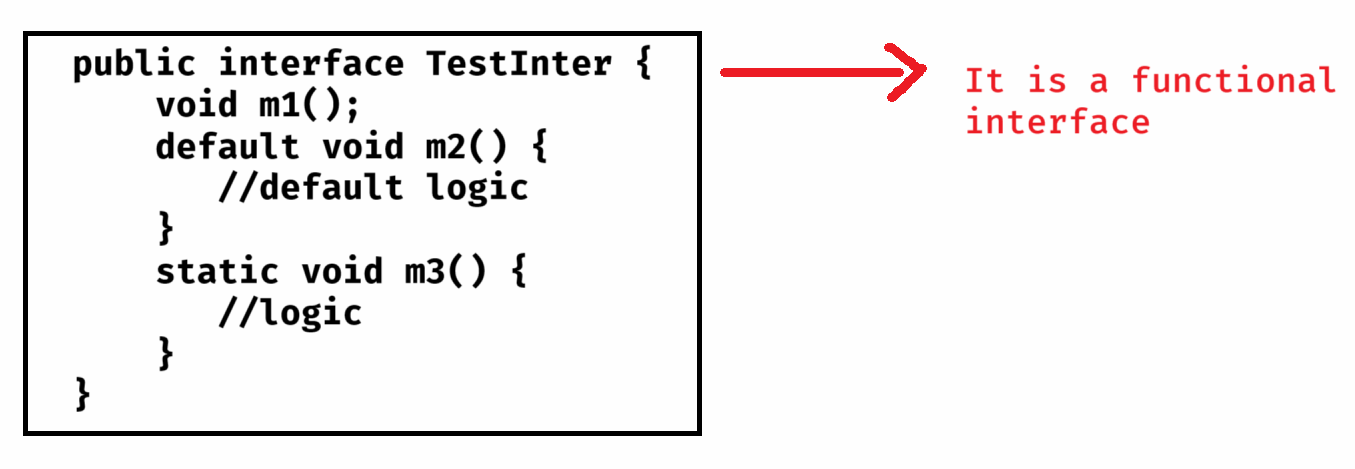 public interface TestInter {
void m1();
default void m2() {
//default logic
}
static void m3() {
//logic
}
}
It is a functional
interface